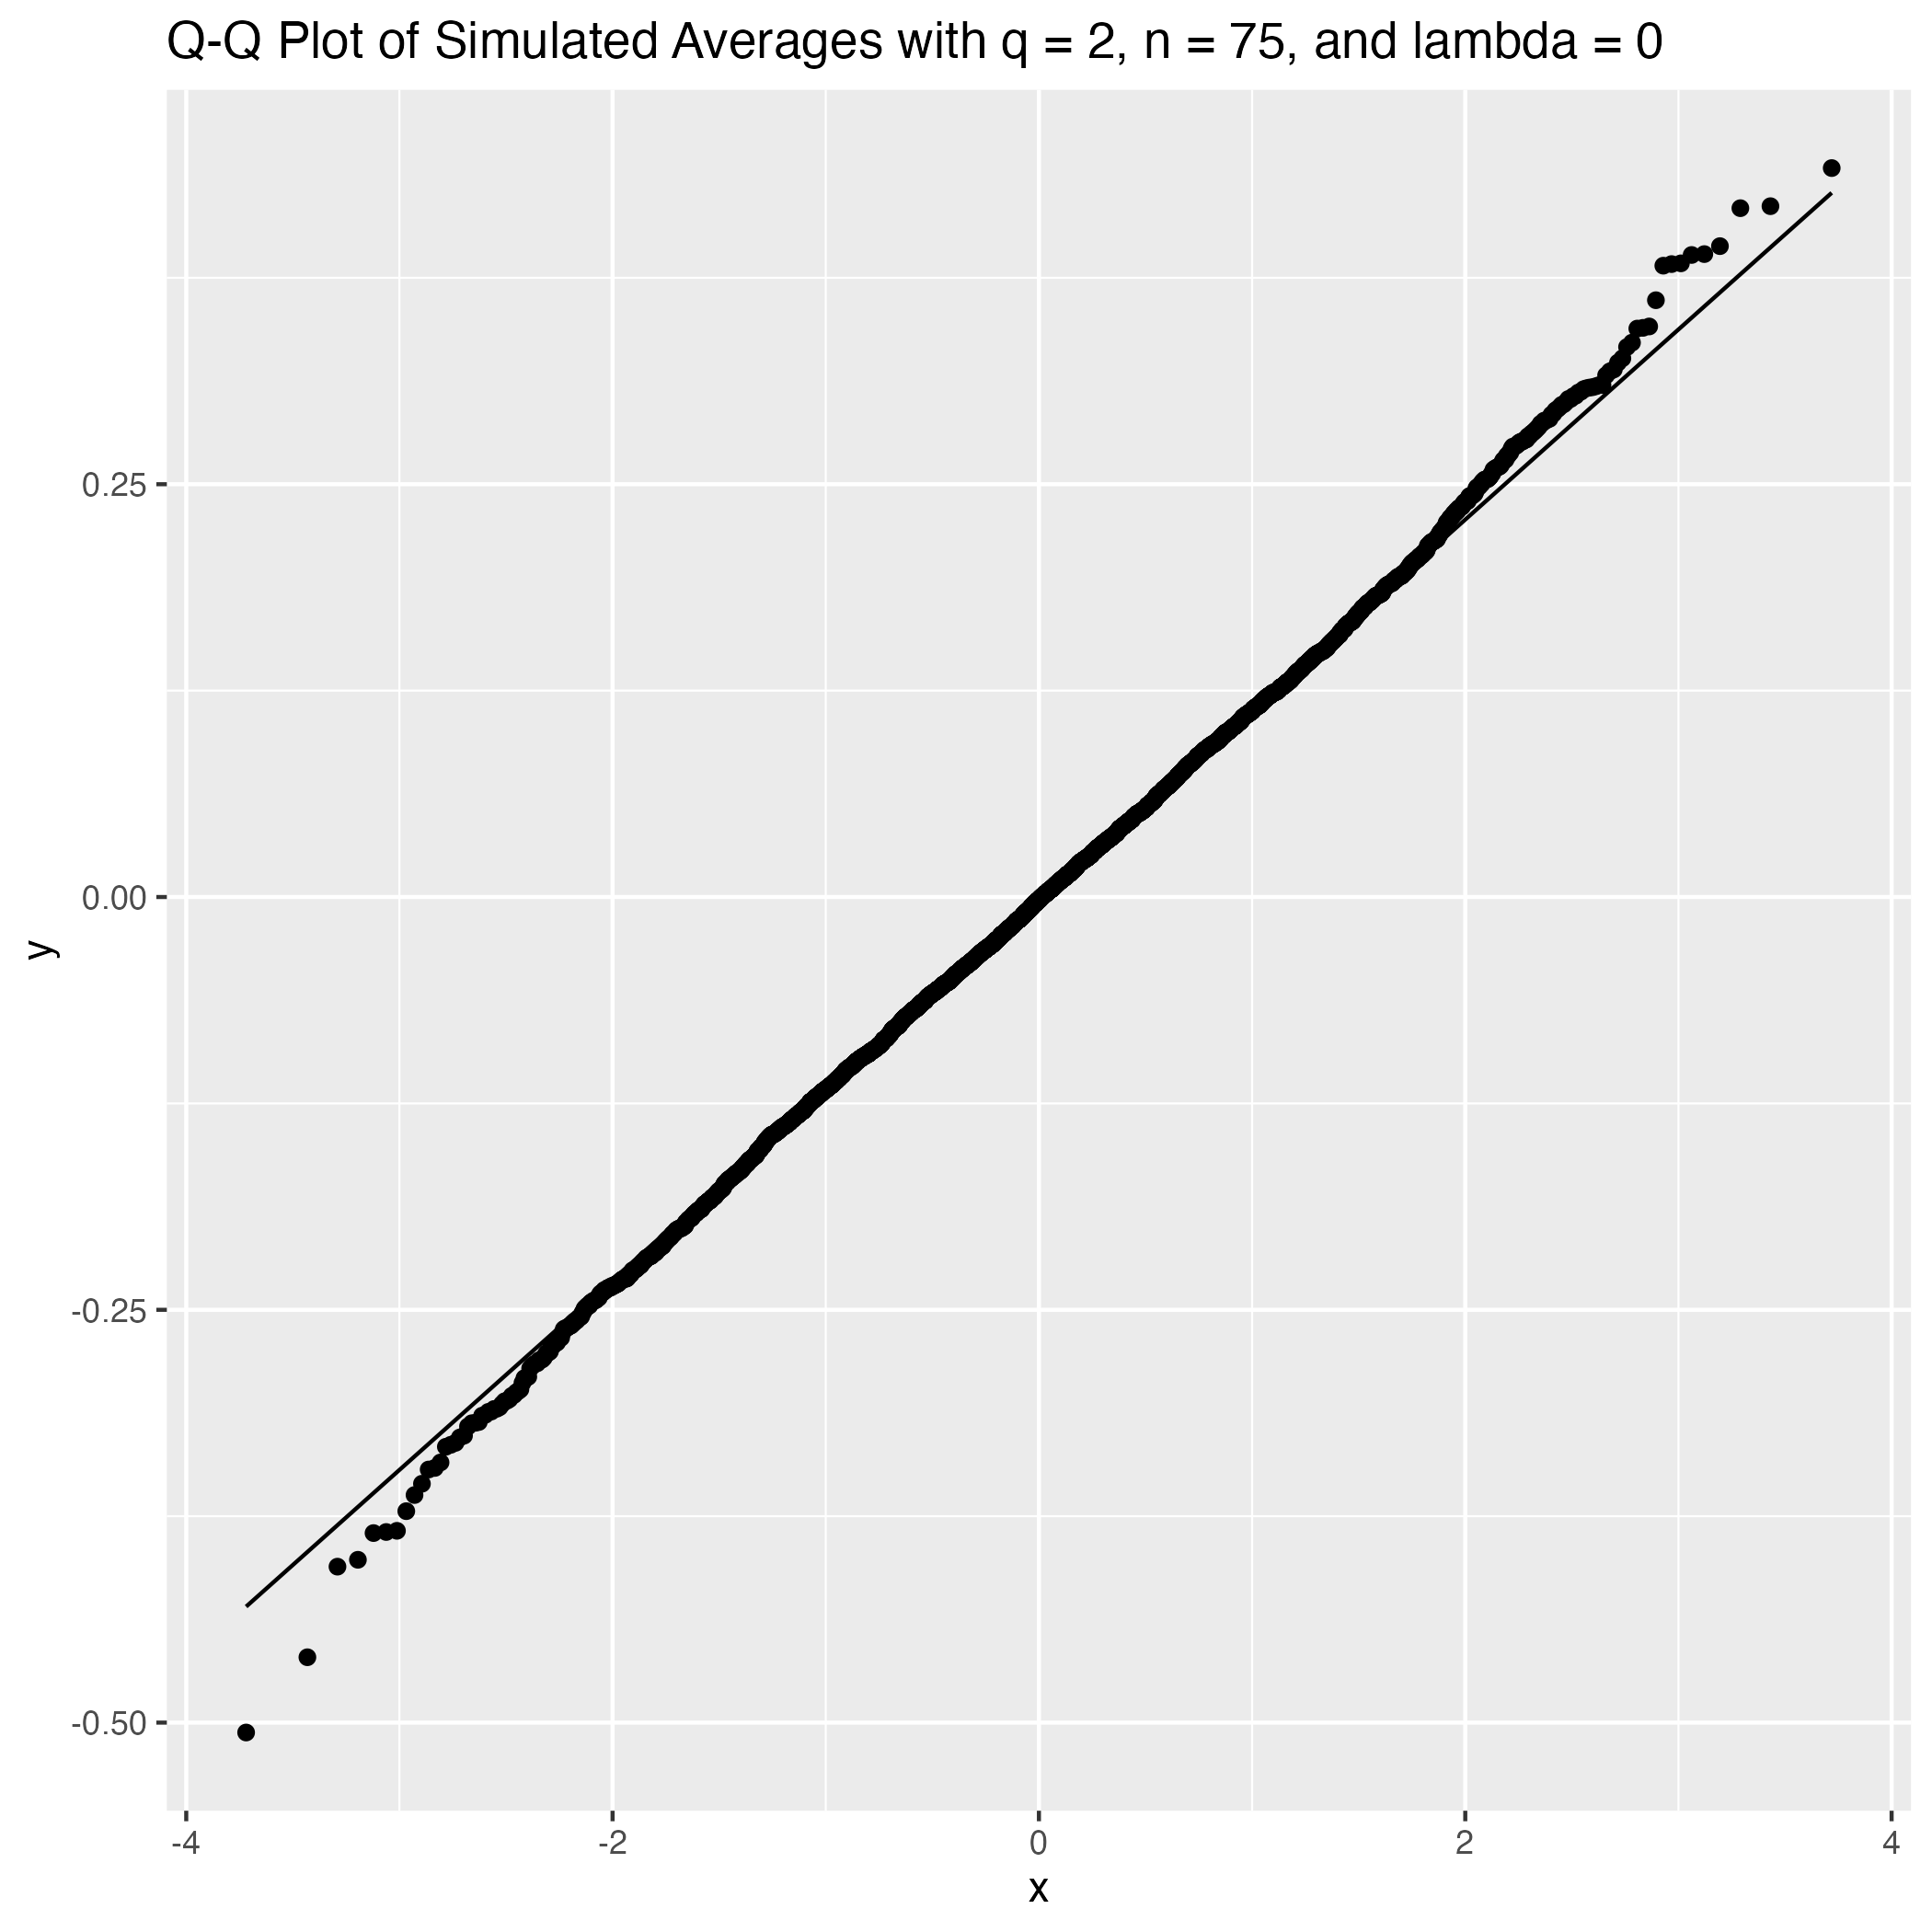 Q-Q Plot of Simulated Averages with q = 2, n = 75, and lambda = 0
0.25
0.00
y
-0.25
-0.50
-4 -2 0 2 4
x